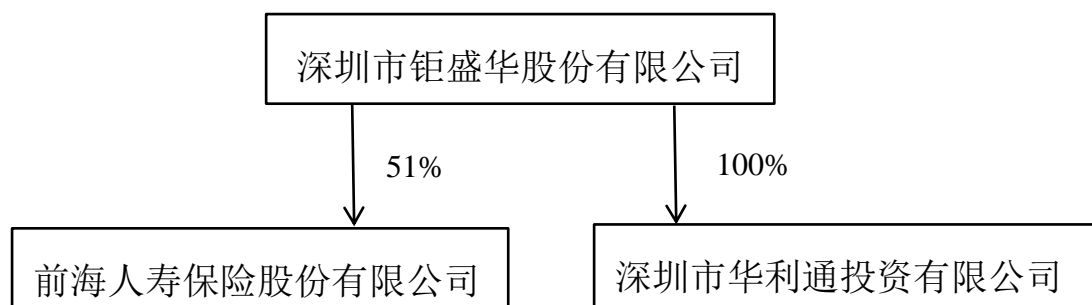 深圳市钜盛华股份有限公司
51%
100%
前海人寿保险股份有限公司
深圳市华利通投资有限公司